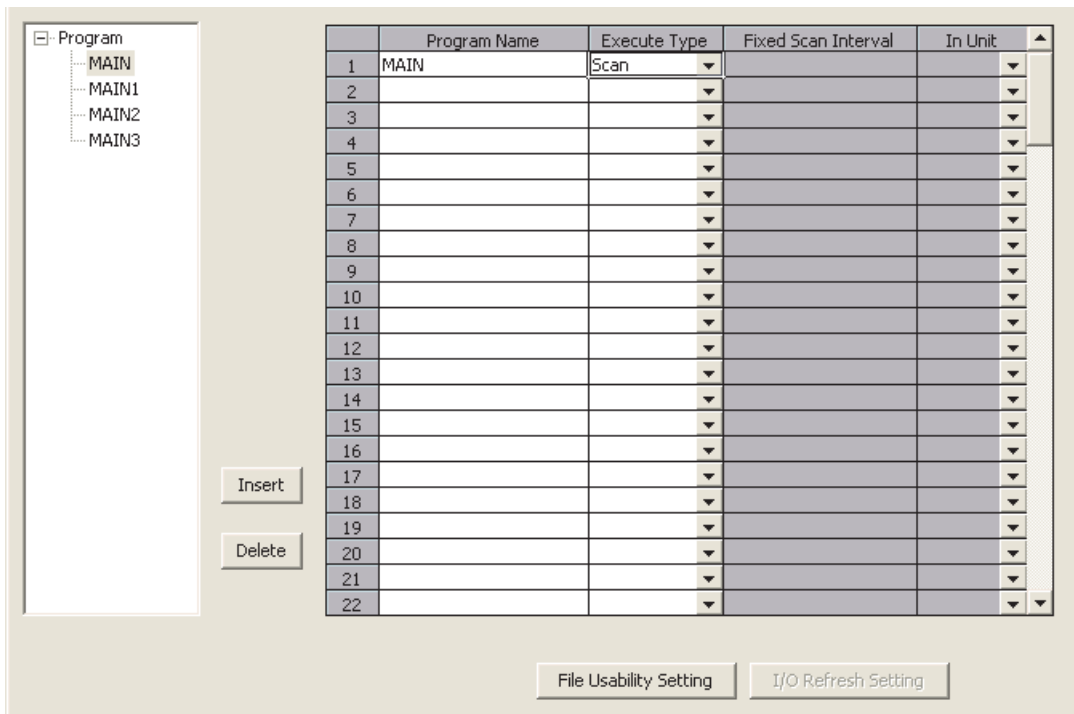 Program
MAIN
MAIN1
MAIN2
MAIN3
Program Name Execute Type Fixed Scan Interval In Unit
1 MAIN Scan
2
3
4
5
6
7
8
9
10
11
12
13
14
15
16
17
18
19
20
21
22
Insert
Delete
File Usability Setting I/O Refresh Setting